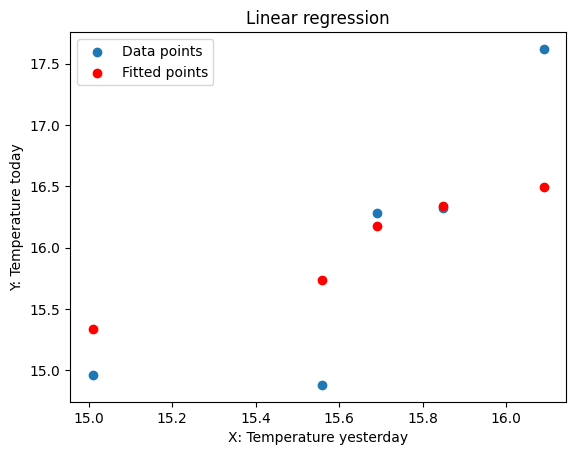 Linear regression
Data points
Fitted points
17.5
17.0
16.5
16.0
15.5
15.0
Y: Temperature today
15.0 15.2 15.4 15.6 15.8 16.0
X: Temperature yesterday